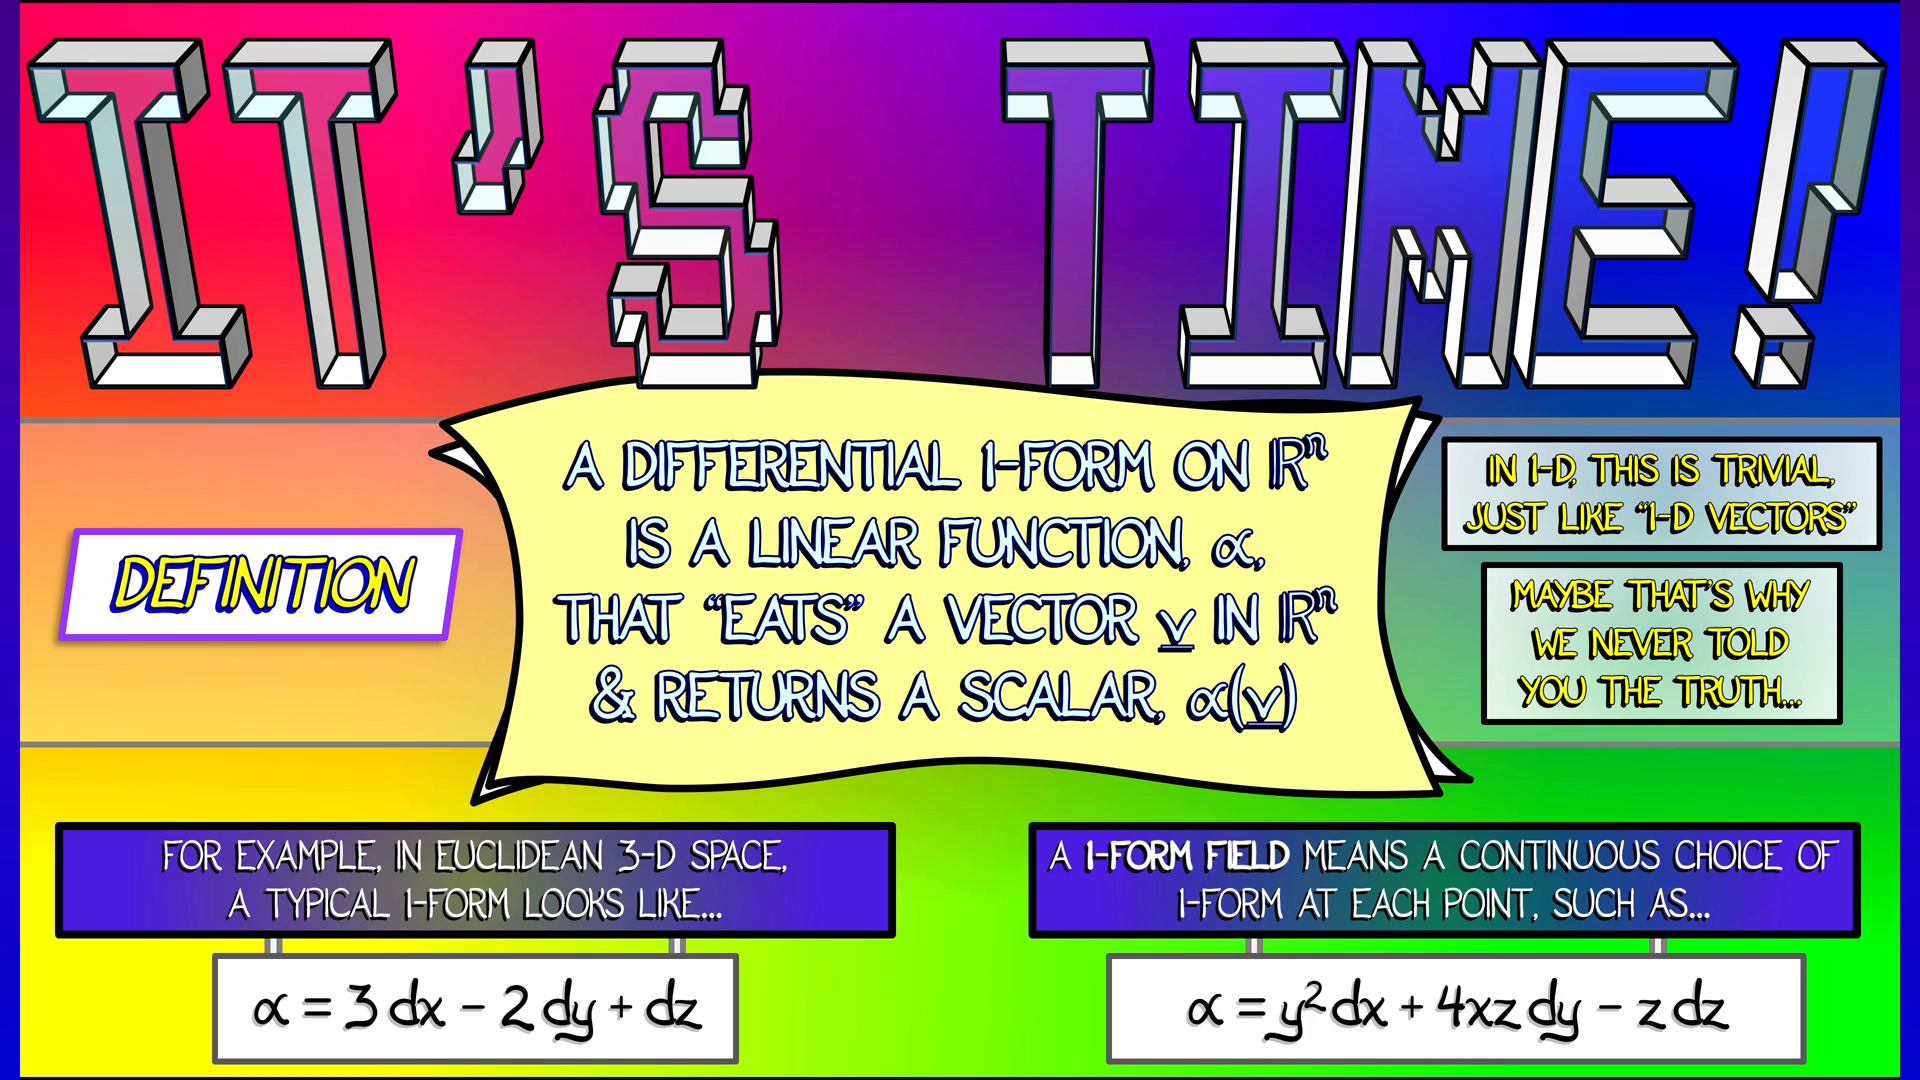 IT'S TIME!
A DIFFERENTIAL 1-FORM ON ℝⁿ
IS A LINEAR FUNCTION, α,
THAT “EATS” A VECTOR v IN ℝⁿ
& RETURNS A SCALAR, α(v)
DEFINITION
IN 1-D, THIS IS TRIVIAL,
JUST LIKE “1-D VECTORS”
MAYBE THAT'S WHY
WE NEVER TOLD
YOU THE TRUTH...
FOR EXAMPLE, IN EUCLIDEAN 3-D SPACE,
A TYPICAL 1-FORM LOOKS LIKE...
α = 3 dx - 2 dy + dz
A 1-FORM FIELD MEANS A CONTINUOUS CHOICE OF
1-FORM AT EACH POINT, SUCH AS...
α = y² dx + 4xz dy - z dz